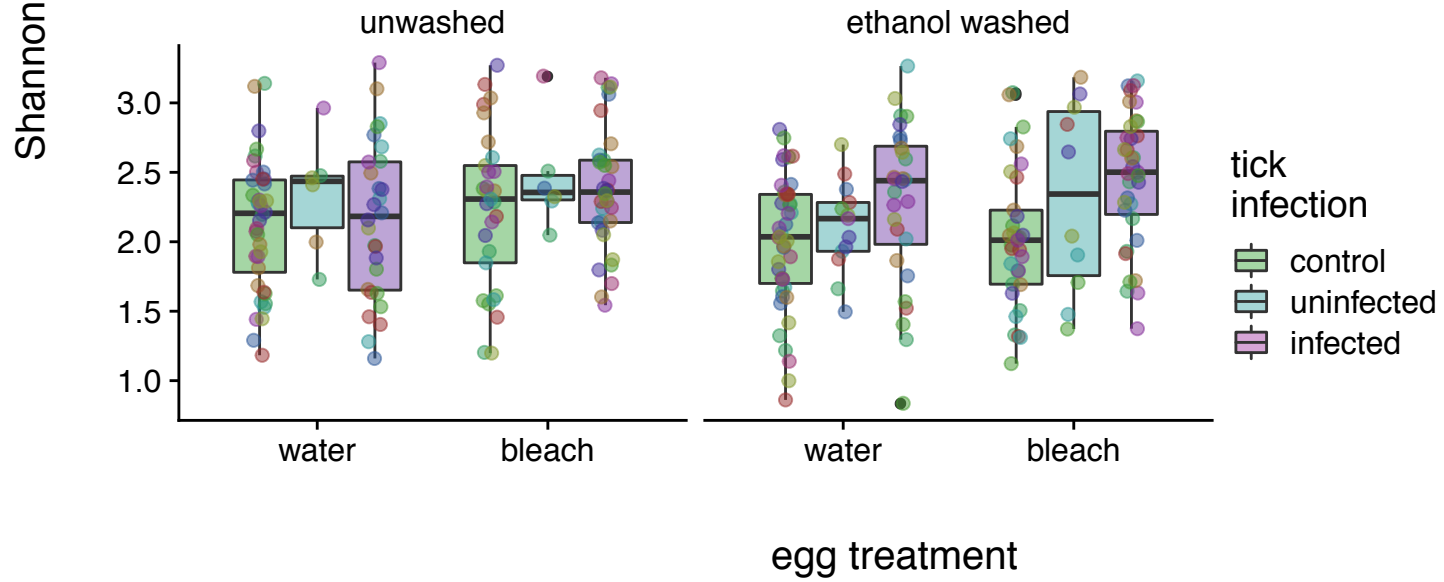 Shannon
unwashed
ethanol washed
3.0
2.5
2.0
1.5
1.0
water
bleach
water
bleach
egg treatment
tick
infection
control
uninfected
infected